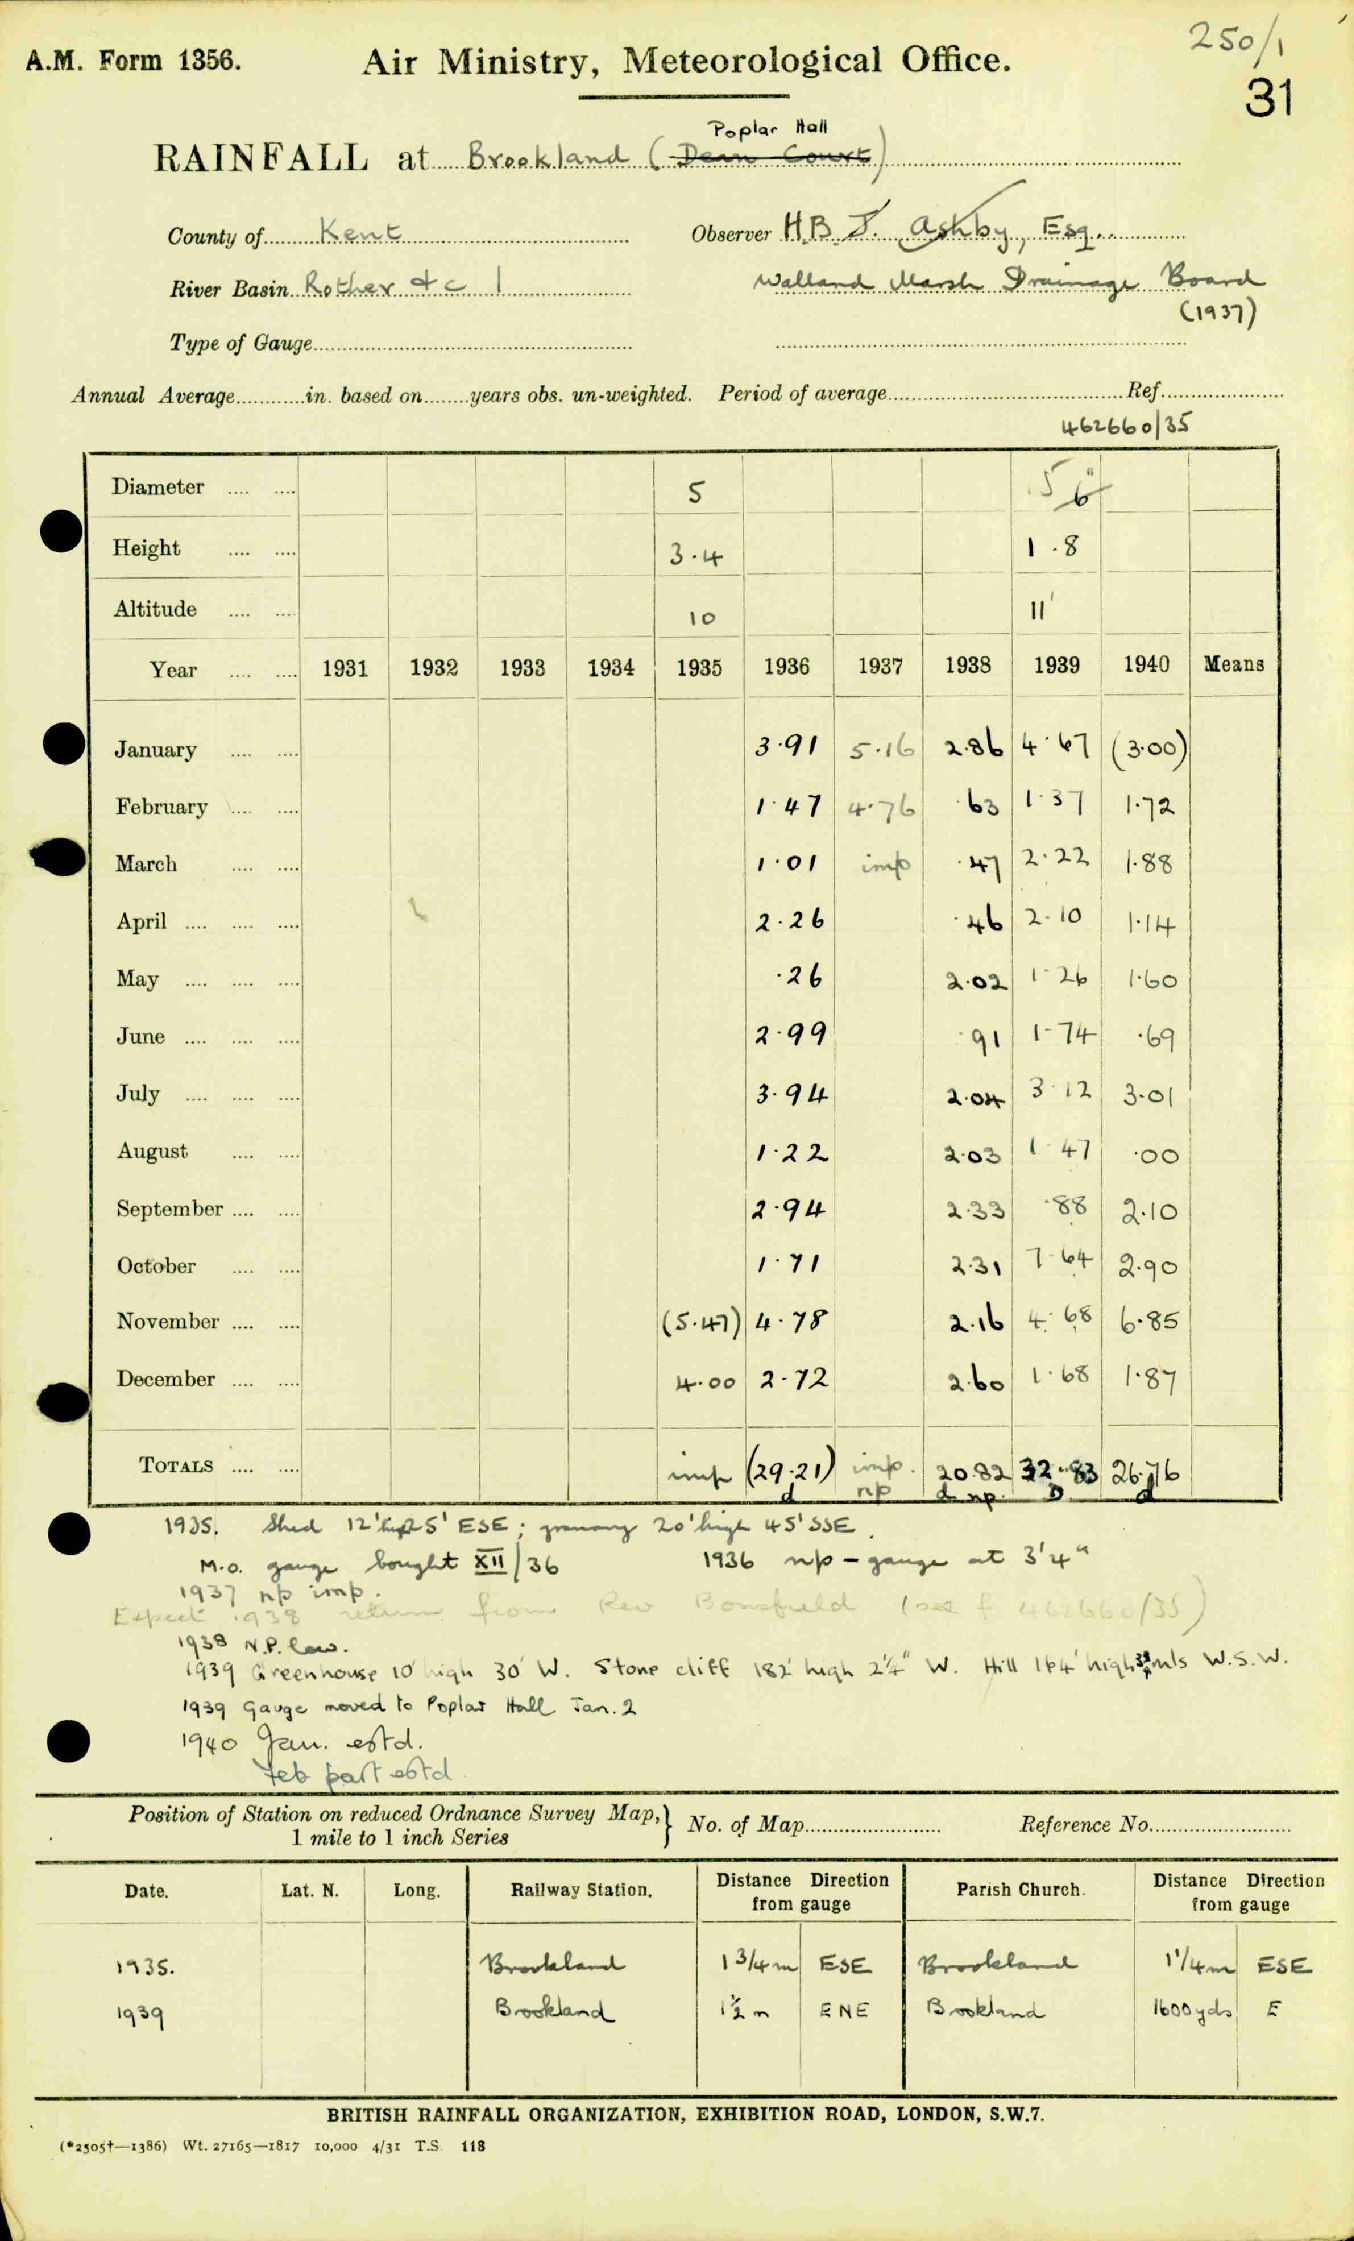 250/1
A.M. Form 1356. Air Ministry, Meteorological Office.
31
Poplar Hall
RAINFALL at Brookland (Dean Court)
County of Kent Observer H.B. J. Ashby, Esq.
River Basin Rother &c 1 Walland Marsh Drainage Board
(1937)
Type of Gauge
Annual Average in. based on years obs. un-weighted. Period of average Ref.
462660/35
Diameter 5 5 6"
Height 3.4 1.8
Altitude 10 11'
Year 1931 1932 1933 1934 1935 1936 1937 1938 1939 1940 Means
January 3.91 5.16 2.86 4.67 (3.00)
February 1.47 4.76 .63 1.37 1.72
March 1.01 imp .47 2.22 1.88
April 2.26 .46 2.10 1.14
May .26 2.02 1.26 1.60
June 2.99 .91 1.74 .69
July 3.94 2.04 3.12 3.01
August 1.22 2.03 1.47 .00
September 2.94 2.33 .88 2.10
October 1.71 2.31 7.64 2.90
November (5.47) 4.78 2.16 4.68 6.85
December 4.00 2.72 2.60 1.68 1.87
TOTALS imp (29.21) imp. 20.82 32.83 26.76
d np d np. D d
1935. Shed 12' high 25' ESE; granary 20' high 45' SSE.
M.O. gauge bought XII/36 1936 np - gauge at 3'4"
1937 np imp.
Expect 1938 return from Rev Bousfield (see f 462660/35)
1938 N.P. low.
1939 Greenhouse 10' high 30' W. Stone cliff 182' high W. Hill 164' high mls W.S.W.
1939 Gauge moved to Poplar Hall Jan. 2
1940 Jan. estd.
Feb part estd.
Position of Station on reduced Ordnance Survey Map,} No. of Map Reference No.
1 mile to 1 inch Series
Date. Lat. N. Long. Railway Station. Distance Direction from gauge Parish Church. Distance Direction from gauge
1935. Brookland 1 3/4 m ESE Brookland 1 1/4 m ESE
1939 Brookland 1½ m ENE Brookland 1600 yds E
BRITISH RAINFALL ORGANIZATION, EXHIBITION ROAD, LONDON, S.W.7.
(*2505†—1386) Wt. 27165—1817 10,000 4/31 T.S. 118